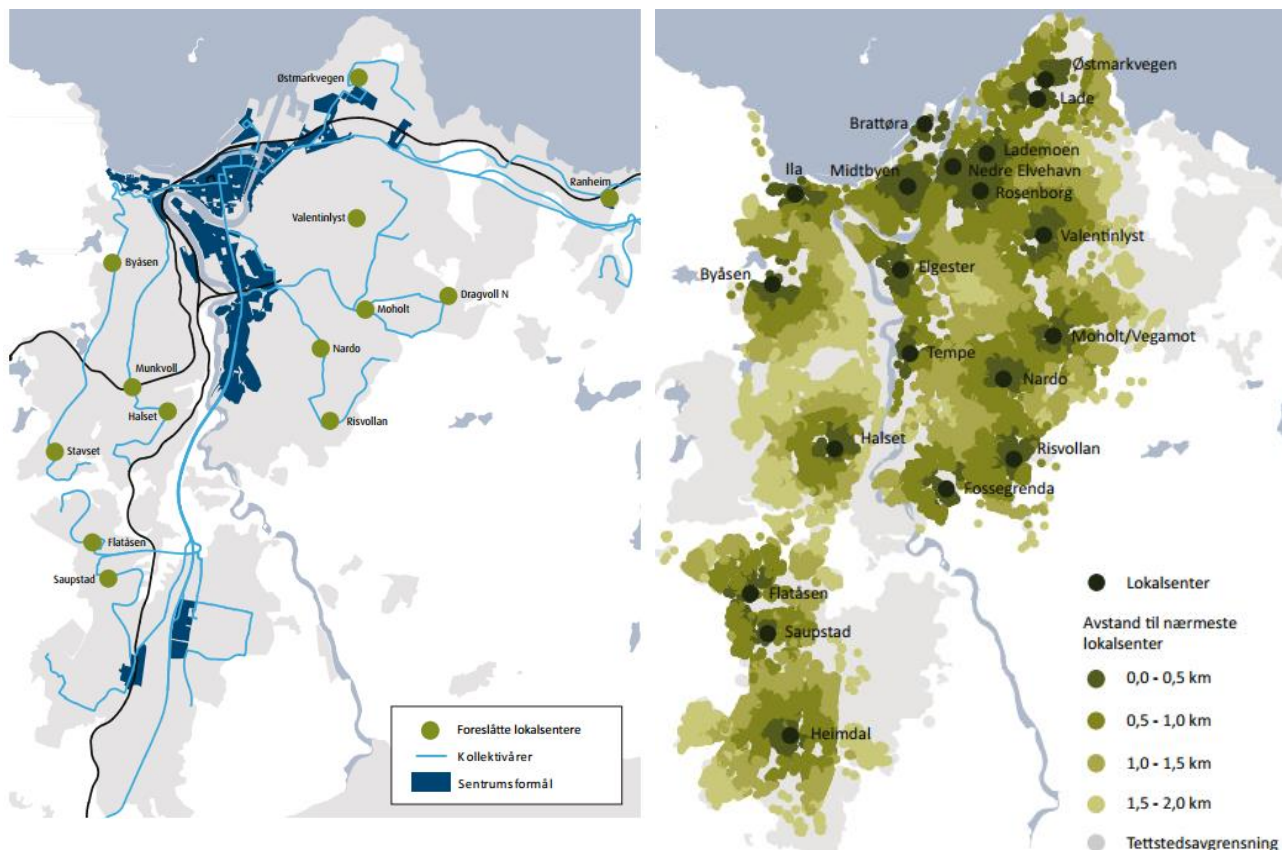 Østmarkvegen
Ranheim
Valentinlyst
Byåsen
Dragvoll N
Moholt
Nardo
Munkvoll
Halset
Risvollan
Stavset
Flatåsen
Saupstad
Foreslåtte lokalsentere
Kollektivårer
Sentrumsformål
Østmarkvegen
Lade
Brattøra
Lademoen
Ila
Midtbyen
Nedre Elvehavn
Rosenborg
Valentinlyst
Byåsen
Elgester
Moholt/Vegamot
Tempe
Nardo
Halset
Risvollan
Fossegrenda
Flatåsen
Saupstad
Heimdal
Lokalsenter
Avstand til nærmeste
lokalsenter
0,0 - 0,5 km
0,5 - 1,0 km
1,0 - 1,5 km
1,5 - 2,0 km
Tettstedsavgrensning